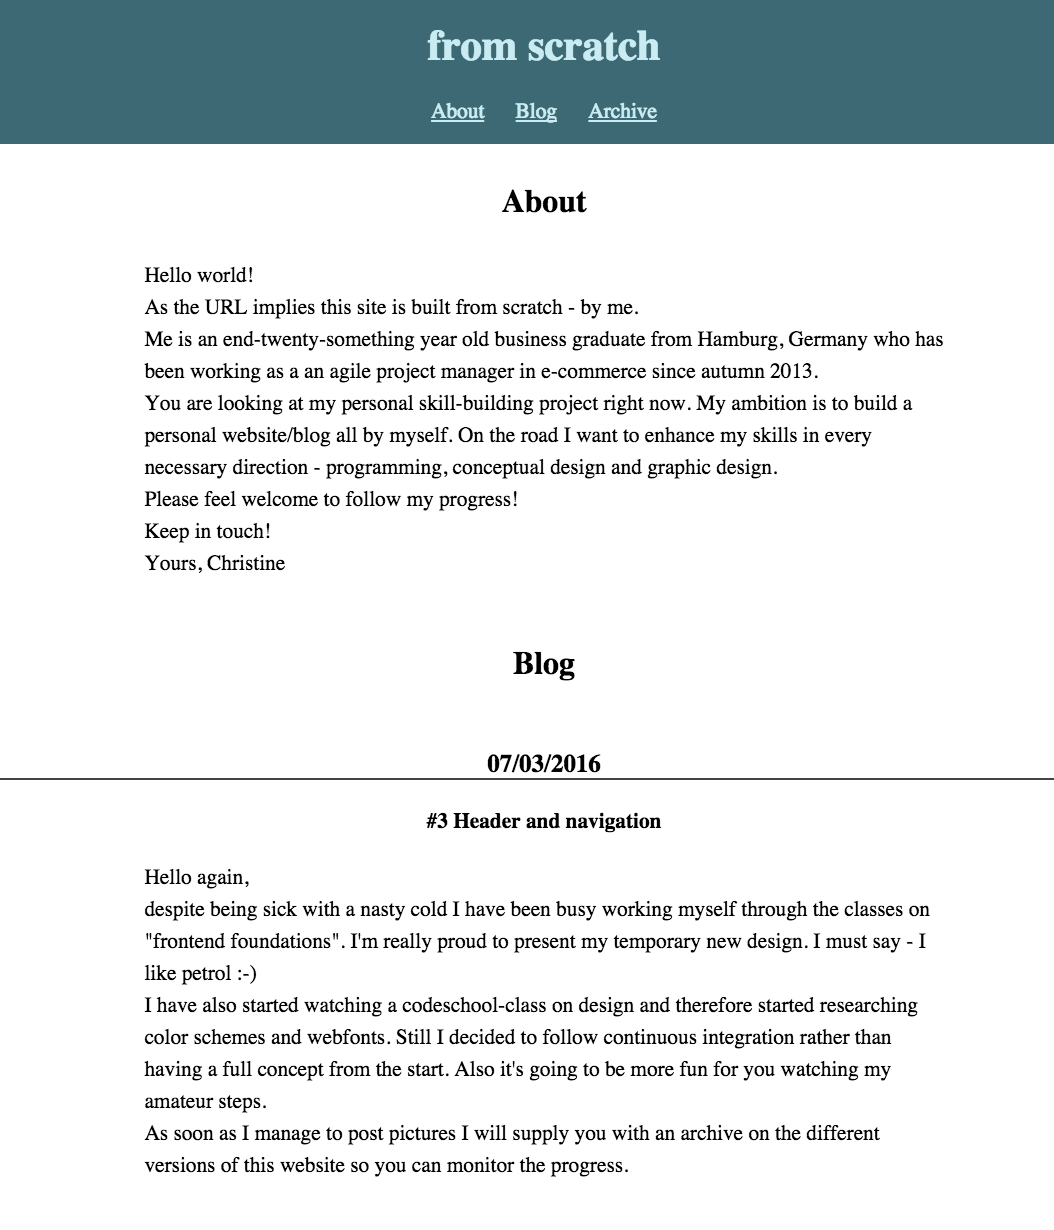 from scratch
About Blog Archive
About
Hello world!
As the URL implies this site is built from scratch - by me.
Me is an end-twenty-something year old business graduate from Hamburg, Germany who has
been working as a an agile project manager in e-commerce since autumn 2013.
You are looking at my personal skill-building project right now. My ambition is to build a
personal website/blog all by myself. On the road I want to enhance my skills in every
necessary direction - programming, conceptual design and graphic design.
Please feel welcome to follow my progress!
Keep in touch!
Yours, Christine
Blog
07/03/2016
#3 Header and navigation
Hello again,
despite being sick with a nasty cold I have been busy working myself through the classes on
"frontend foundations". I'm really proud to present my temporary new design. I must say - I
like petrol :-)
I have also started watching a codeschool-class on design and therefore started researching
color schemes and webfonts. Still I decided to follow continuous integration rather than
having a full concept from the start. Also it's going to be more fun for you watching my
amateur steps.
As soon as I manage to post pictures I will supply you with an archive on the different
versions of this website so you can monitor the progress.